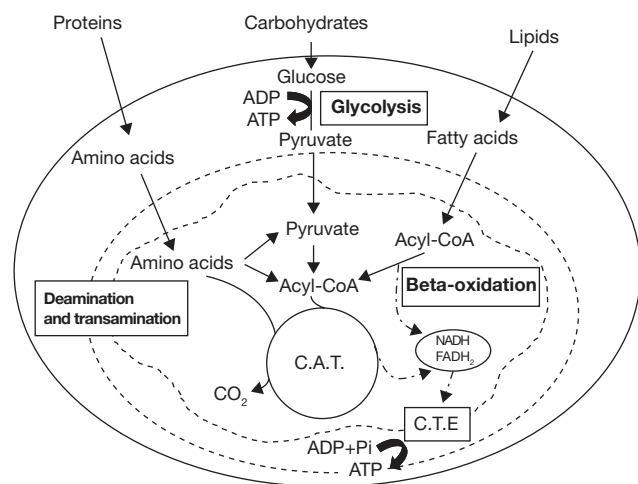 Proteins
Carbohydrates
Lipids
Glucose
ADP
ATP
Glycolysis
Pyruvate
Fatty acids
Amino acids
Pyruvate
Acyl-CoA
Amino acids
Acyl-CoA
Beta-oxidation
Deamination
and transamination
NADH
FADH₂
C.A.T.
CO₂
C.T.E
ADP+Pi
ATP